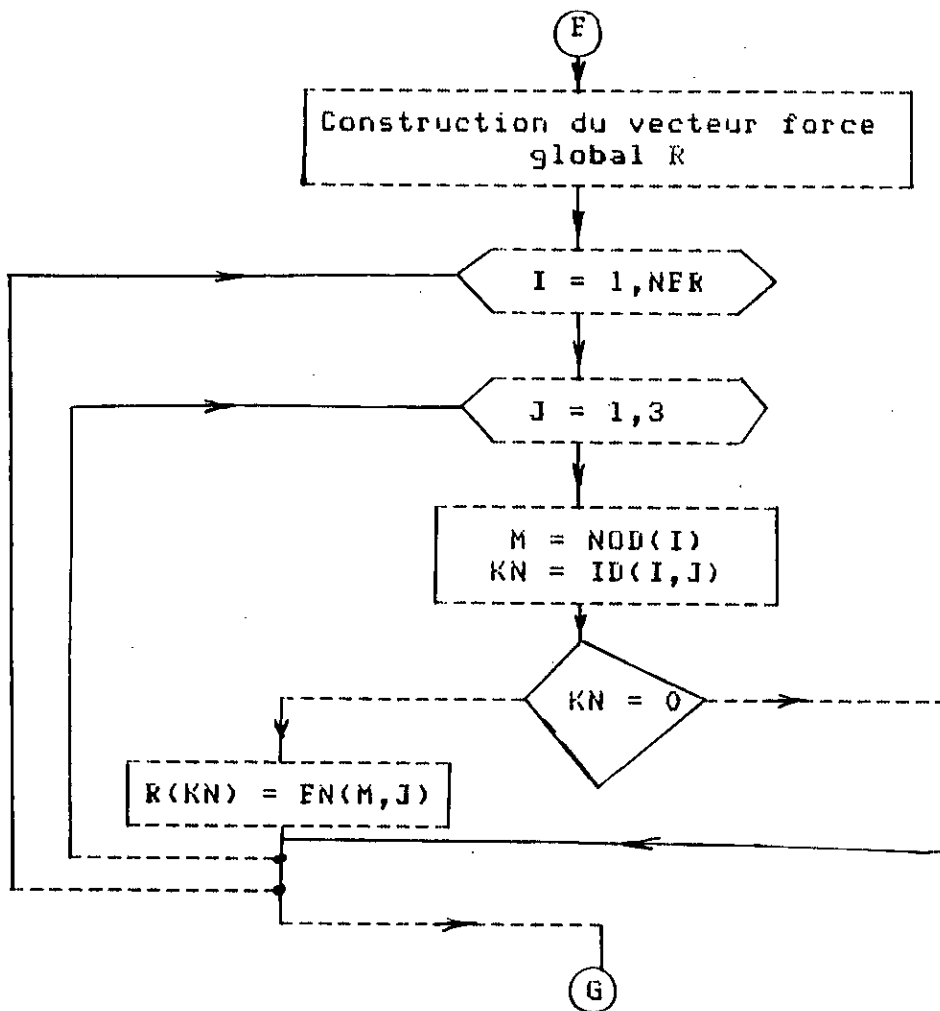 F
Construction du vecteur force
global R
I = 1,NFR
J = 1,3
M = NOD(I)
KN = ID(I,J)
KN = 0
R(KN) = FN(M,J)
G